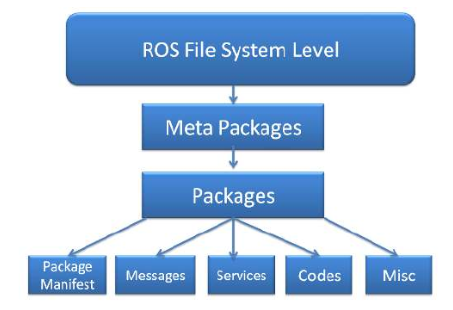 ROS File System Level
Meta Packages
Packages
Package
Manifest
Messages
Services
Codes
Misc